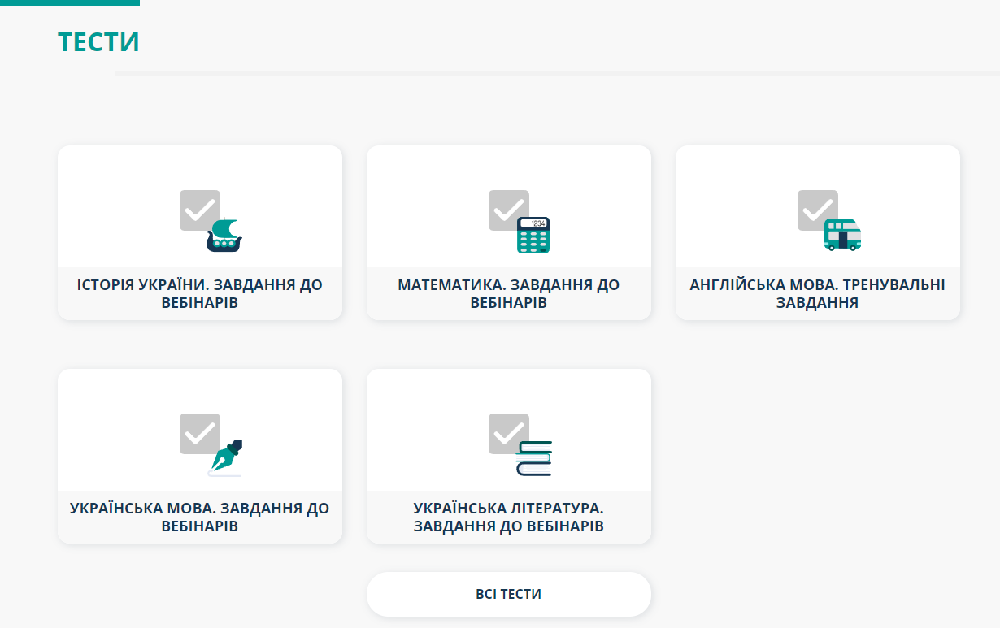 ТЕСТИ
1234
ІСТОРІЯ УКРАЇНИ. ЗАВДАННЯ ДО
ВЕБІНАРІВ
МАТЕМАТИКА. ЗАВДАННЯ ДО
ВЕБІНАРІВ
АНГЛІЙСЬКА МОВА. ТРЕНУВАЛЬНІ
ЗАВДАННЯ
УКРАЇНСЬКА МОВА. ЗАВДАННЯ ДО
ВЕБІНАРІВ
УКРАЇНСЬКА ЛІТЕРАТУРА.
ЗАВДАННЯ ДО ВЕБІНАРІВ
ВСІ ТЕСТИ